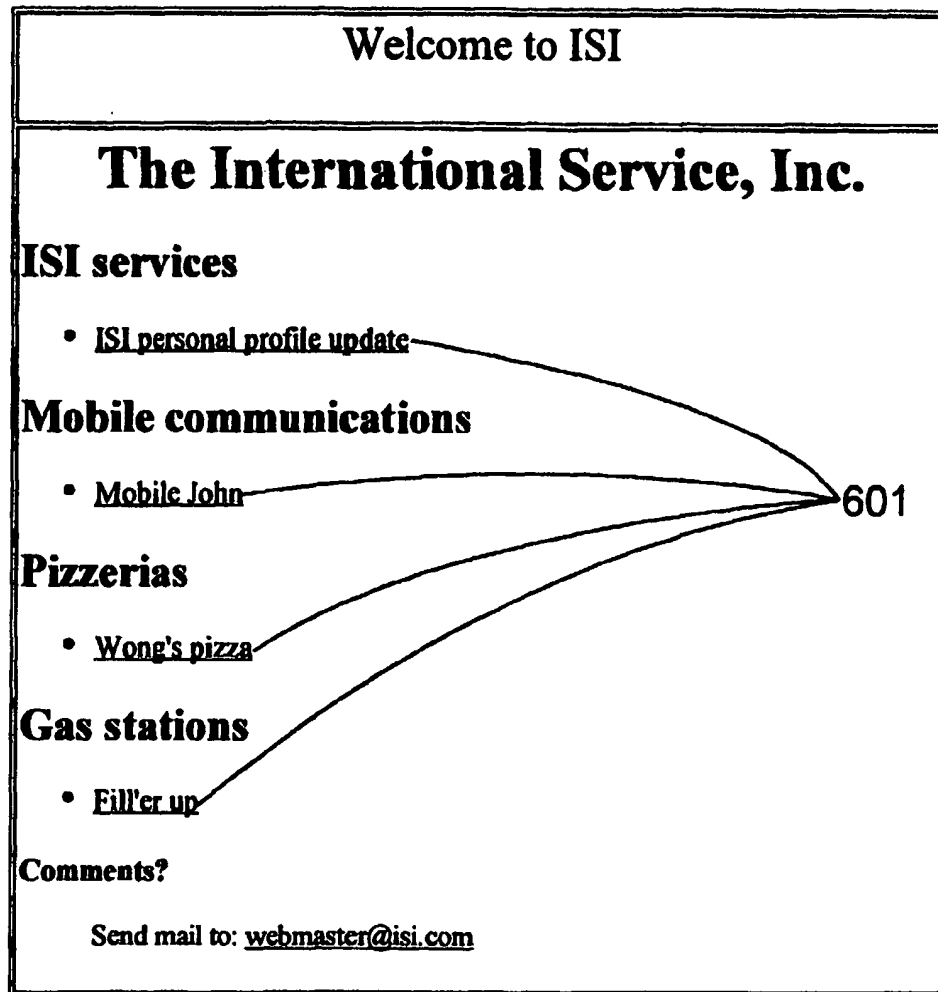 Welcome to ISI
The International Service, Inc.
ISI services
• ISI personal profile update
Mobile communications
• Mobile John
601
Pizzerias
• Wong's pizza
Gas stations
• Fill'er up
Comments?
Send mail to: webmaster@isi.com